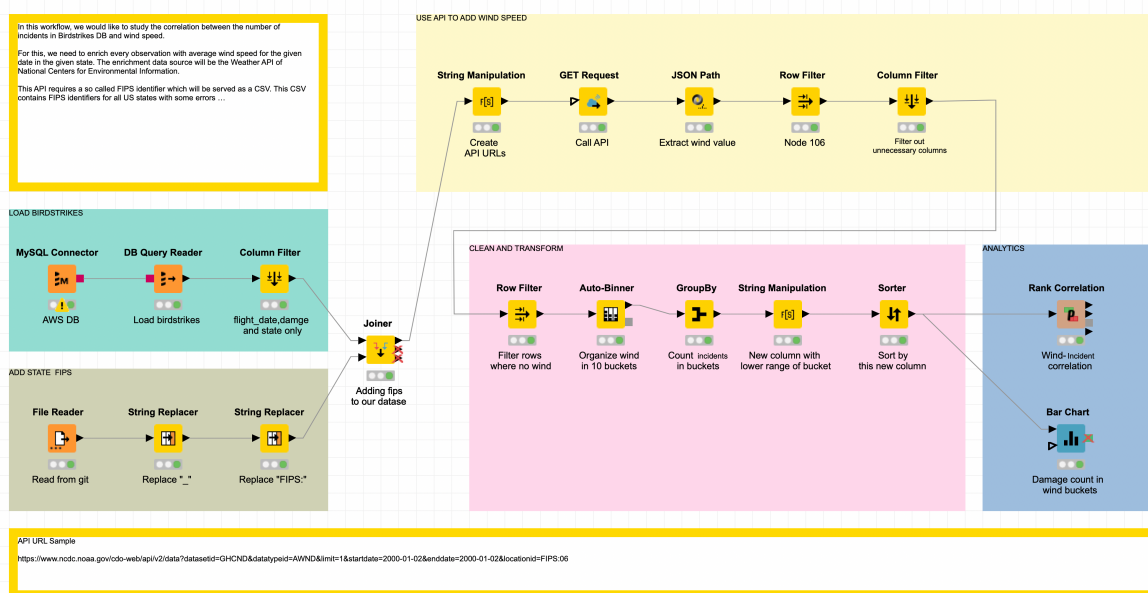 In this workflow, we would like to study the correlation between the number of
incidents in Birdstrikes DB and wind speed.
For this, we need to enrich every observation with average wind speed for the given
date in the given state. The enrichment data source will be the Weather API of
National Centers for Environmental Information.
This API requires a so called FIPS identifier which will be served as a CSV. This CSV
contains FIPS identifiers for all US states with some errors ...
USE API TO ADD WIND SPEED
String Manipulation
GET Request
JSON Path
Row Filter
Column Filter
r[s]
Create
API URLs
Call API
Extract wind value
Node 106
Filter out
unnecessary columns
LOAD BIRDSTRIKES
MySQL Connector
DB Query Reader
Column Filter
M
AWS DB
Load birdstrikes
flight_date,damge
and state only
Joiner
Adding fips
to our datase
ADD STATE FIPS
File Reader
String Replacer
String Replacer
Read from git
Replace "_"
Replace "FIPS:"
CLEAN AND TRANSFORM
Row Filter
Auto-Binner
GroupBy
String Manipulation
Sorter
r[s]
Filter rows
where no wind
Organize wind
in 10 buckets
Count incidents
in buckets
New column with
lower range of bucket
Sort by
this new column
ANALYTICS
Rank Correlation
p
Wind-Incident
correlation
Bar Chart
Damage count in
wind buckets
API URL Sample
https://www.ncdc.noaa.gov/cdo-web/api/v2/data?datasetid=GHCND&datatypeid=AWND&limit=1&startdate=2000-01-02&enddate=2000-01-02&locationid=FIPS:06